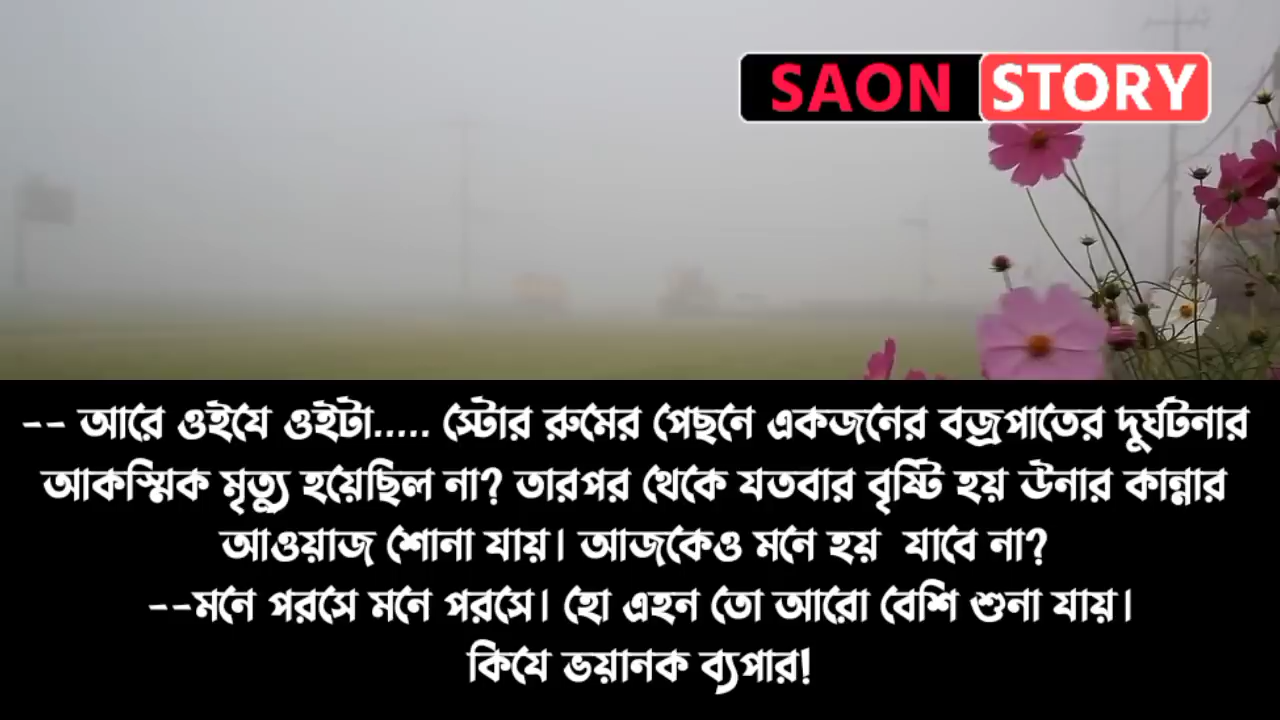 SAON STORY
-- আরে ওইযে ওইটা..... স্টোর রুমের পেছনে একজনের বজ্রপাতের দুর্ঘটনার
আকস্মিক মৃত্যু হয়েছিল না? তারপর থেকে যতবার বৃষ্টি হয় উনার কান্নার
আওয়াজ শোনা যায়। আজকেও মনে হয় যাবে না?
--মনে পরসে মনে পরসে। হো এহন তো আরো বেশি শুনা যায়।
কিযে ভয়ানক ব্যপার!